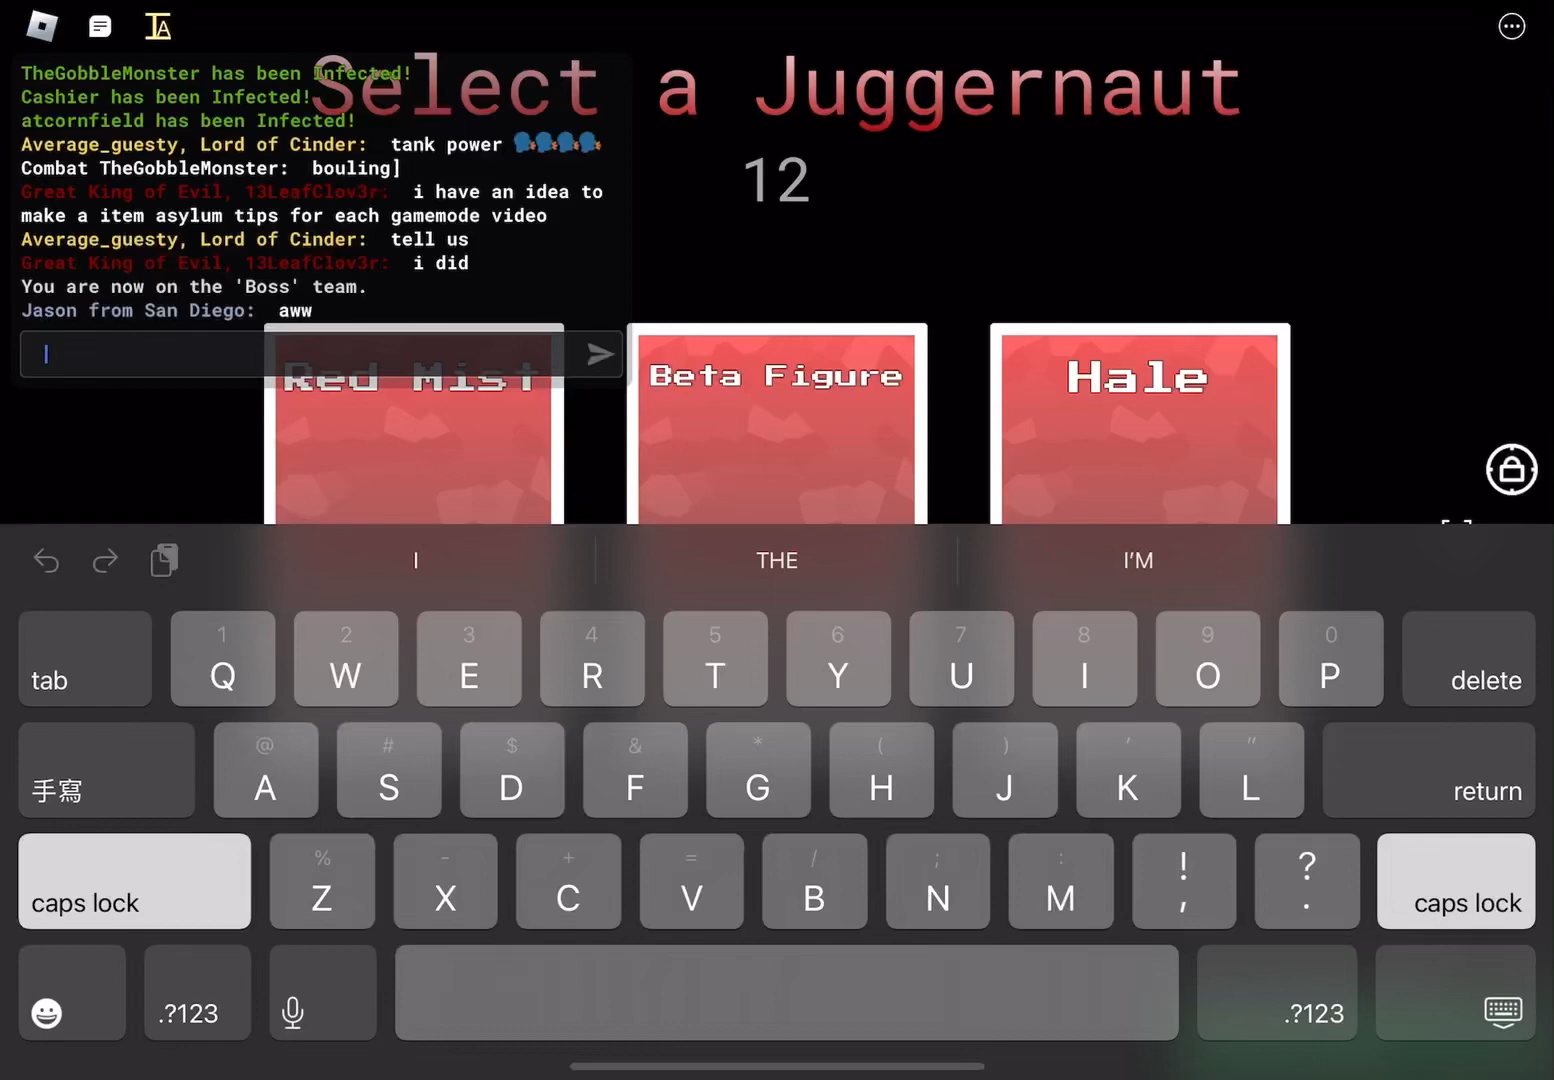 TheGobbleMonster has been Infected!
Cashier has been Infected!
atcornfield has been Infected!
Average_guesty, Lord of Cinder: tank power 🗣️🗣️🗣️🗣️
Combat TheGobbleMonster: bouling]
Great King of Evil, 13LeafClov3r: i have an idea to
make a item asylum tips for each gamemode video
Average_guesty, Lord of Cinder: tell us
Great King of Evil, 13LeafClov3r: i did
You are now on the 'Boss' team.
Jason from San Diego: aww
Select a Juggernaut
12
Red Mist
Beta Figure
Hale
I
THE
I'M
1 2 3 4 5 6 7 8 9 0
tab Q W E R T Y U I O P delete
@ # $ & * ( ) ' "
手寫 A S D F G H J K L return
% - + = / ; : ! ?
caps lock Z X C V B N M , . caps lock
.?123 .?123